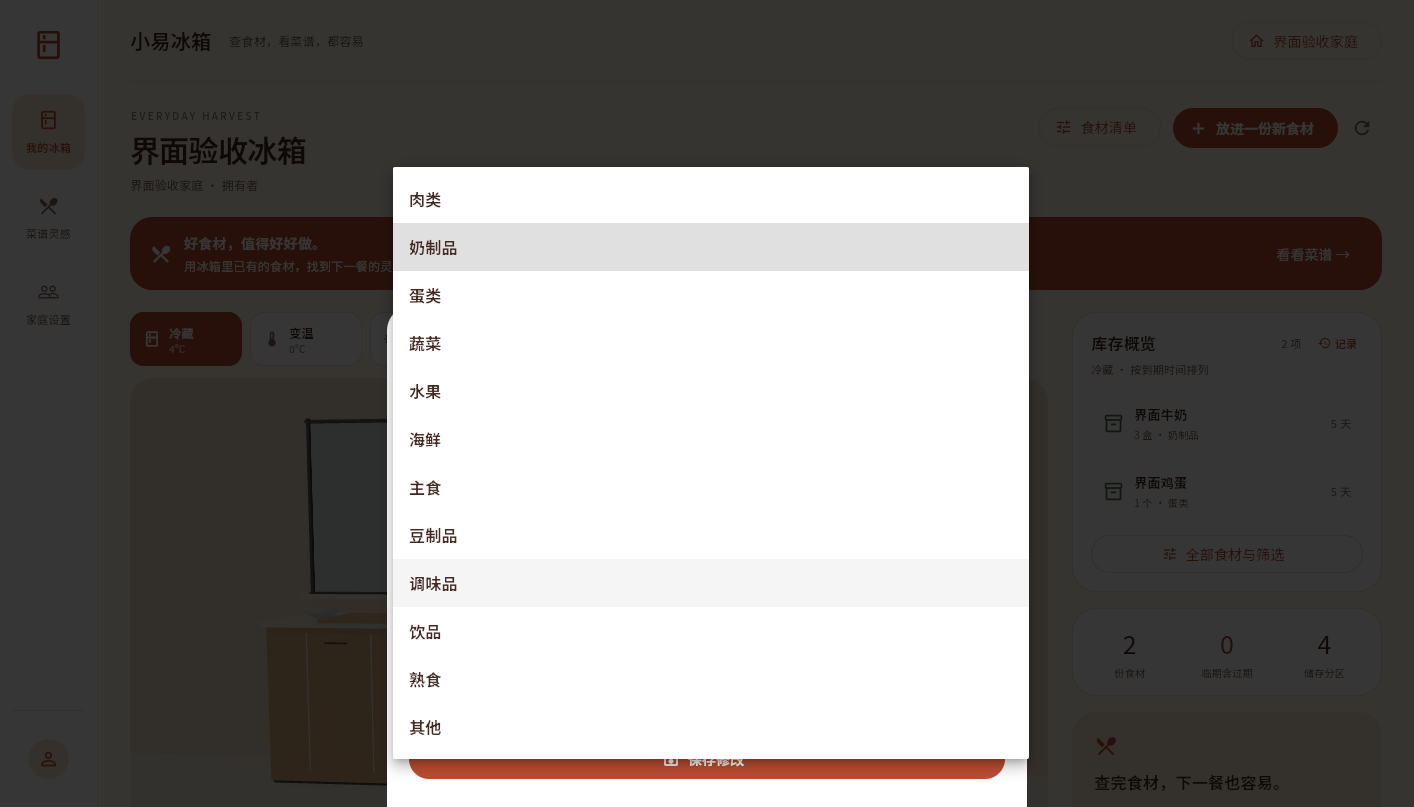 小易冰箱
查食材，看菜谱，都容易
界面验收家庭
我的冰箱
菜谱灵感
家庭设置
EVERYDAY HARVEST
界面验收冰箱
界面验收家庭 · 拥有者
食材清单
放进一份新食材
好食材，值得好好做。
用冰箱里已有的食材，找到下一餐的灵
看看菜谱 →
冷藏
4°C
变温
0°C
肉类
奶制品
蛋类
蔬菜
水果
海鲜
主食
豆制品
调味品
饮品
熟食
其他
保存修改
库存概览
2 项
记录
冷藏 · 按到期时间排列
界面牛奶
3 盒 · 奶制品
5 天
界面鸡蛋
1 个 · 蛋类
5 天
全部食材与筛选
2
份食材
0
临期含过期
4
储存分区
查完食材，下一餐也容易。